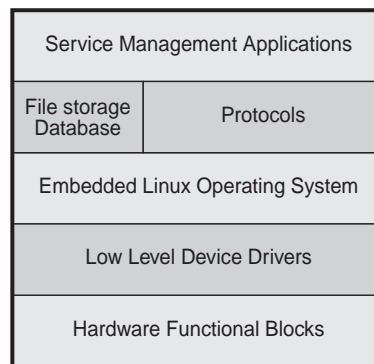 Service Management Applications
File storage
Database
Protocols
Embedded Linux Operating System
Low Level Device Drivers
Hardware Functional Blocks